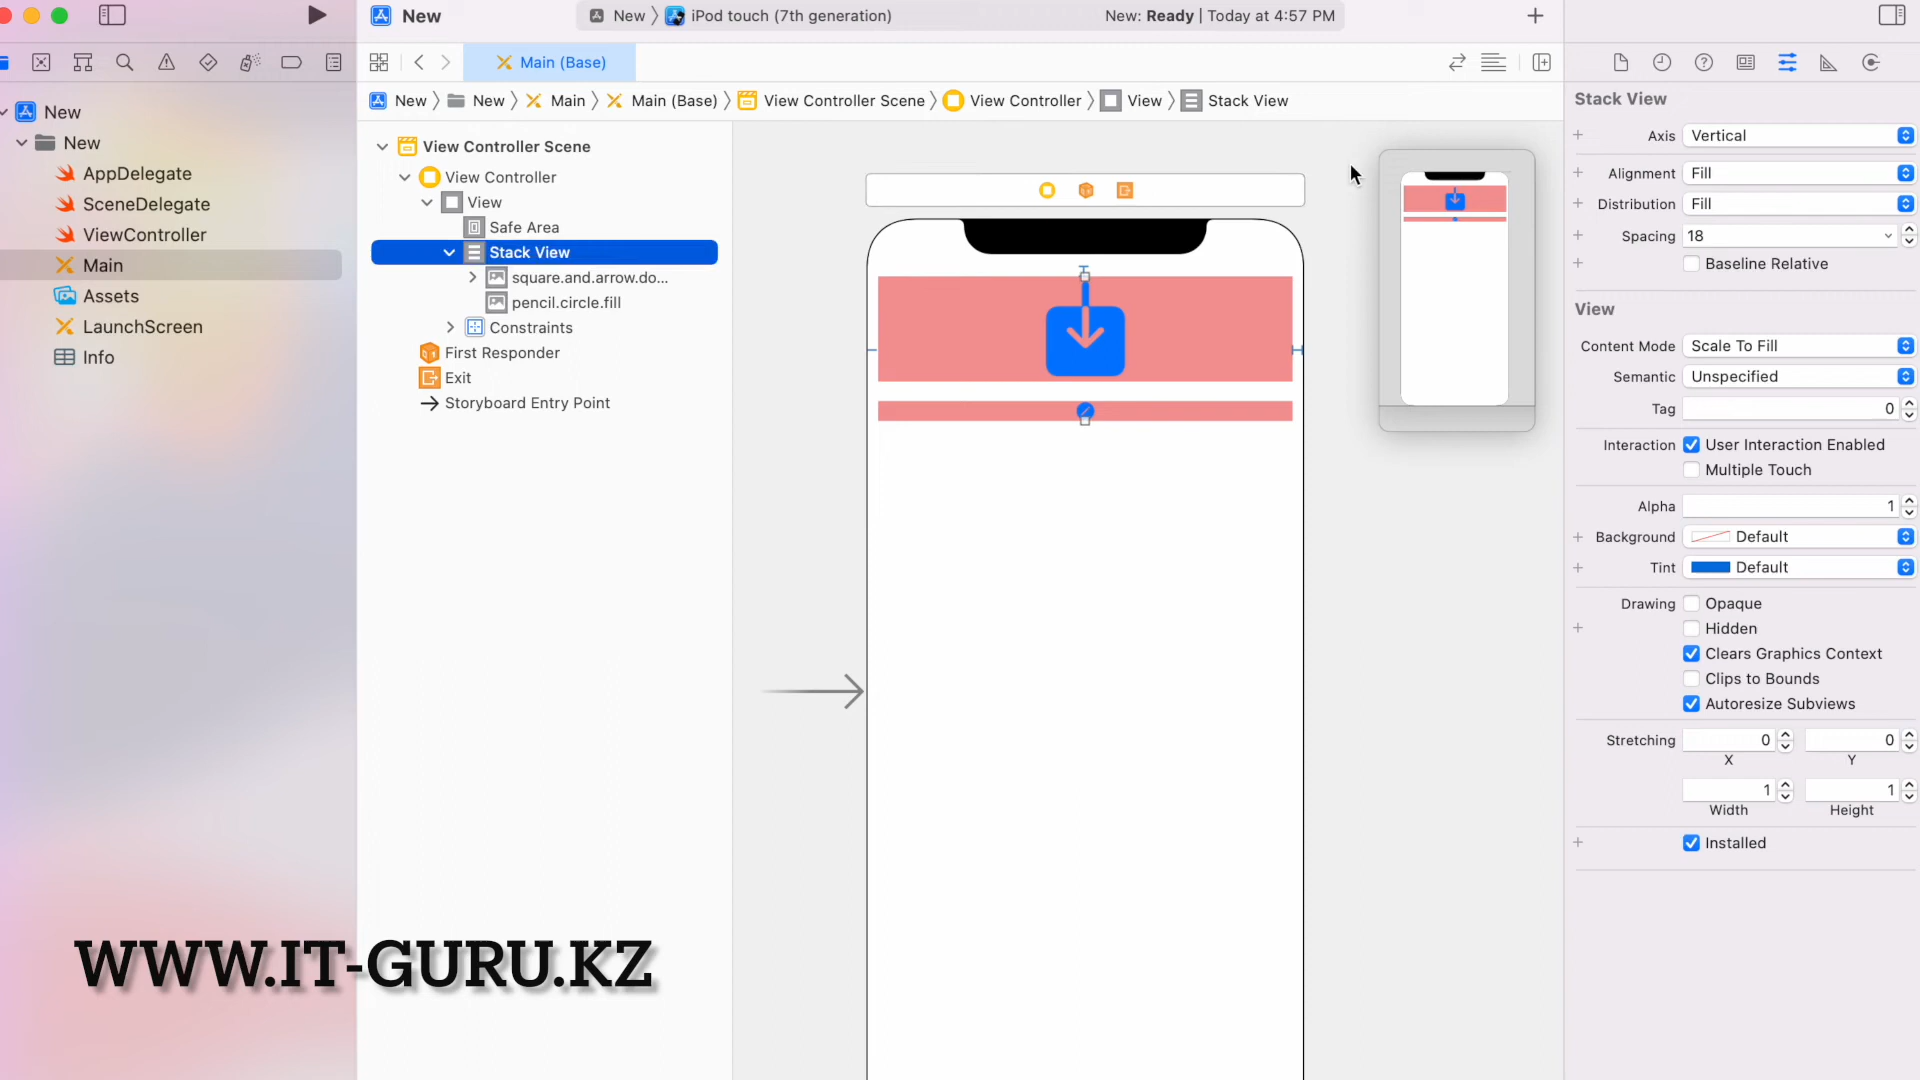 New
New
iPod touch (7th generation)
New: Ready | Today at 4:57 PM
Main (Base)
New
New
Main
Main (Base)
View Controller Scene
View Controller
View
Stack View
New
New
AppDelegate
SceneDelegate
ViewController
Main
Assets
LaunchScreen
Info
View Controller Scene
View Controller
View
Safe Area
Stack View
square.and.arrow.do...
pencil.circle.fill
Constraints
First Responder
Exit
Storyboard Entry Point
Stack View
Axis Vertical
Alignment Fill
Distribution Fill
Spacing 18
Baseline Relative
View
Content Mode Scale To Fill
Semantic Unspecified
Tag 0
Interaction User Interaction Enabled
Multiple Touch
Alpha 1
Background Default
Tint Default
Drawing Opaque
Hidden
Clears Graphics Context
Clips to Bounds
Autoresize Subviews
Stretching 0 0
X Y
1 1
Width Height
Installed
WWW.IT-GURU.KZ